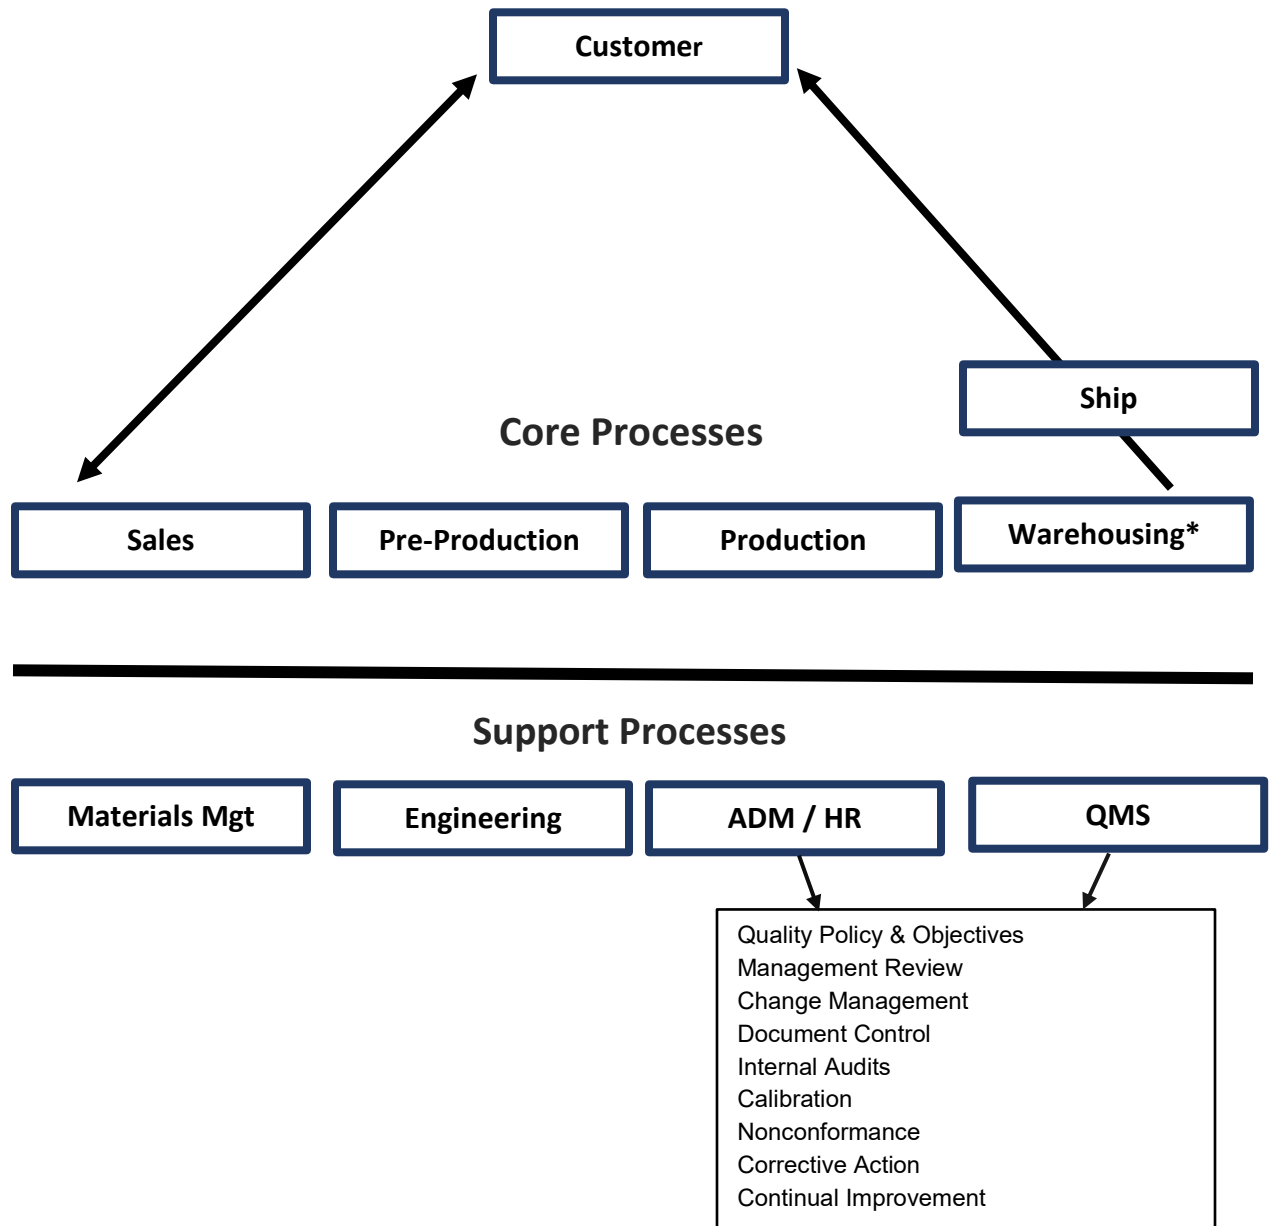 Customer
Ship
Core Processes
Sales
Pre-Production
Production
Warehousing*
Support Processes
Materials Mgt
Engineering
ADM / HR
QMS
Quality Policy & Objectives
Management Review
Change Management
Document Control
Internal Audits
Calibration
Nonconformance
Corrective Action
Continual Improvement